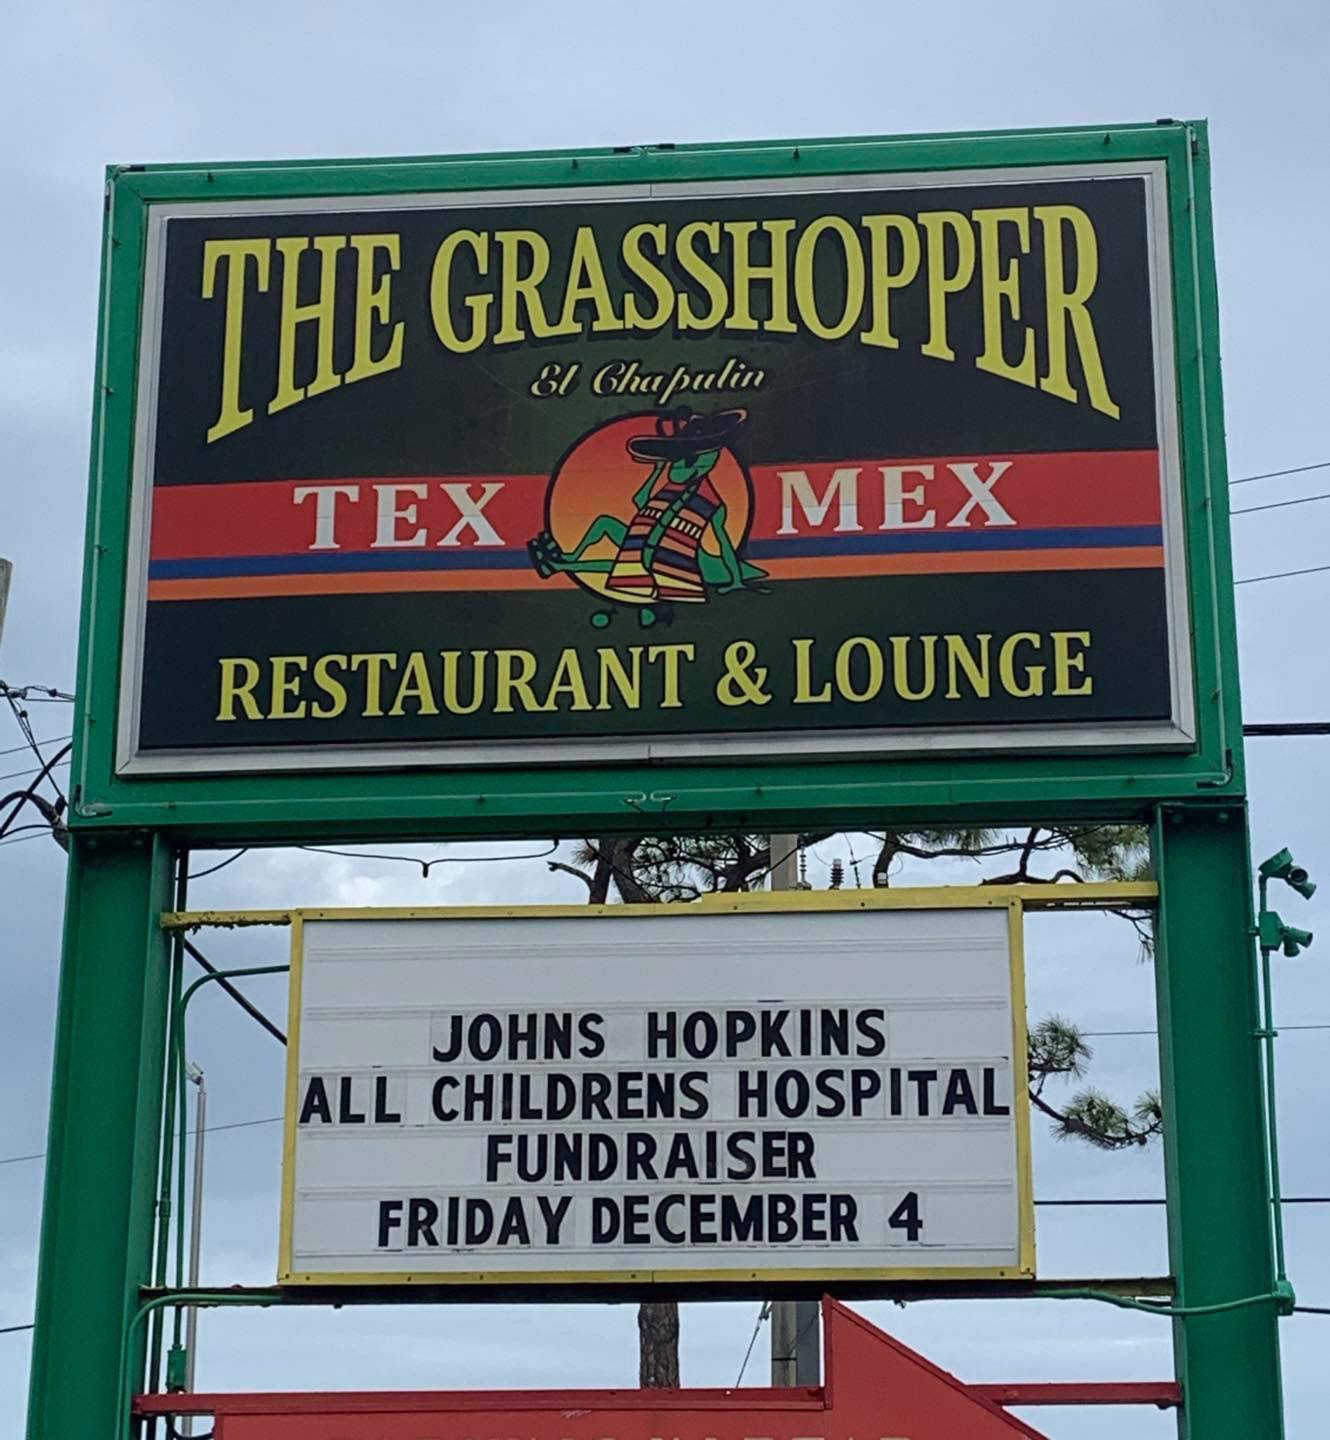 THE GRASSHOPPER
El Chapulin
TEX MEX
RESTAURANT & LOUNGE
JOHNS HOPKINS
ALL CHILDRENS HOSPITAL
FUNDRAISER
FRIDAY DECEMBER 4